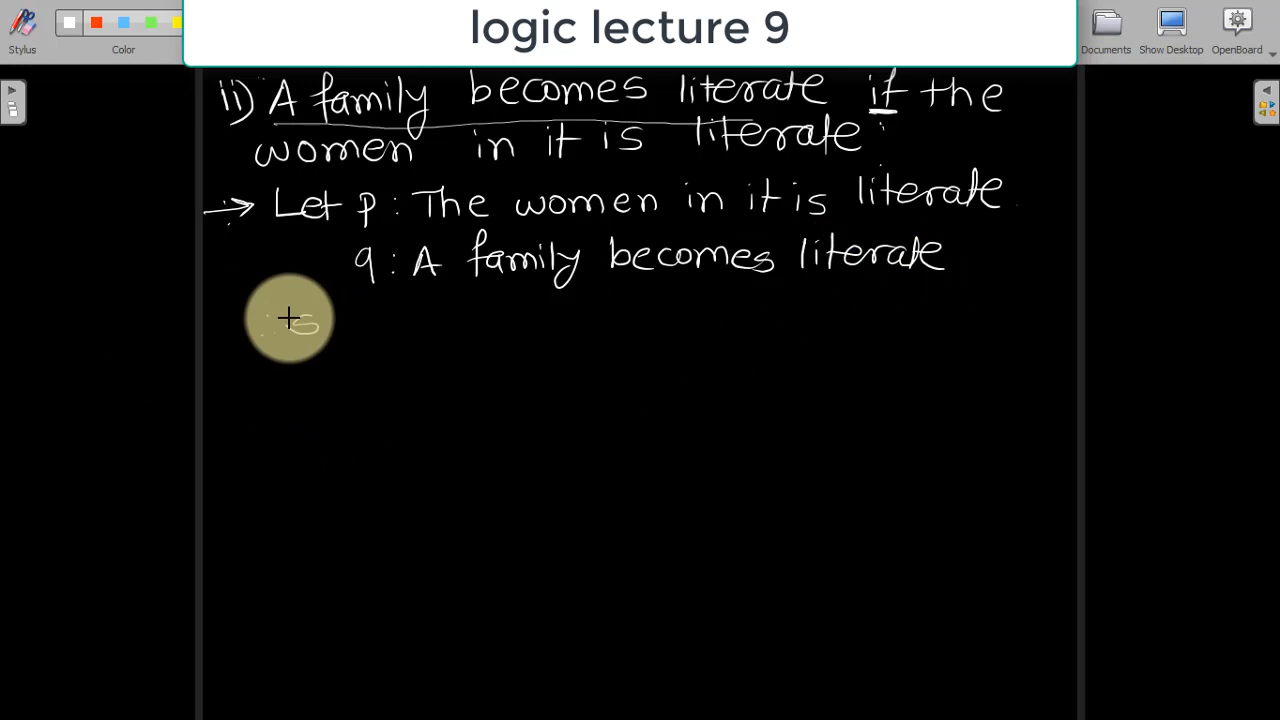 logic lecture 9
Stylus
Color
Documents
Show Desktop
OpenBoard
ii) A family becomes literate if the
women in it is literate
Let p : The women in it is literate
q : A family becomes literate
∴ s